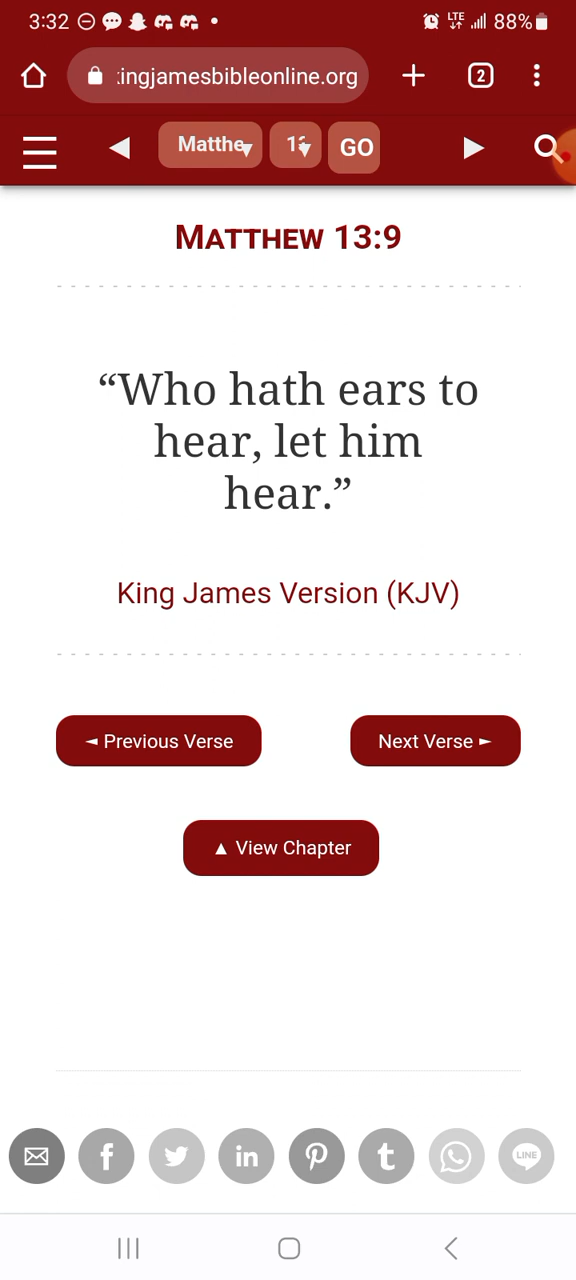 3:32 88%
:ingjamesbibleonline.org 2
Matthe GO
MATTHEW 13:9
“Who hath ears to
hear, let him
hear.”
King James Version (KJV)
◄ Previous Verse Next Verse ►
▲ View Chapter
LINE